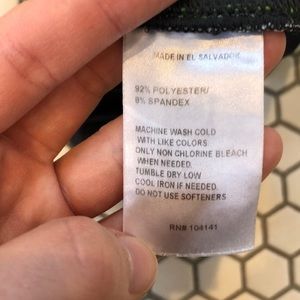 MADE IN EL SALVADOR
92% POLYESTER/
8% SPANDEX
MACHINE WASH COLD
WITH LIKE COLORS
ONLY NON CHLORINE BLEACH
WHEN NEEDED.
TUMBLE DRY LOW
COOL IRON IF NEEDED.
DO NOT USE SOFTENERS
RN# 104141